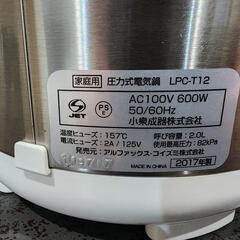 家庭用 圧力式電気鍋 LPC-T12
S JET PS E AC100V 600W
50/60Hz
小泉成器株式会社
温度ヒューズ：157℃ 呼び容量：2.0L
電流ヒューズ：2A / 125V 使用最高圧力：82kPa
発売元：アルファックス・コイズミ株式会社
MADE IN CHINA 2017年製